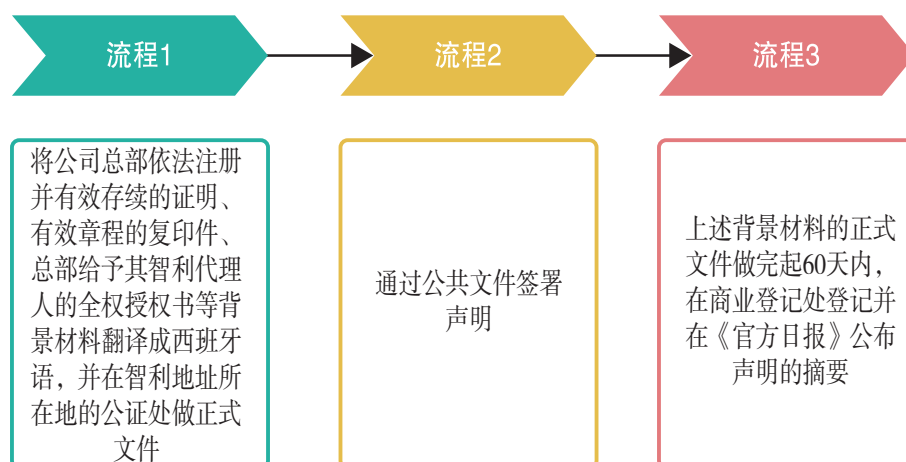 流程1
流程2
流程3
将公司总部依法注册
并有效存续的证明、
有效章程的复印件、
总部给予其智利代理
人的全权授权书等背
景材料翻译成西班牙
语，并在智利地址所
在地的公证处做正式
文件
通过公共文件签署
声明
上述背景材料的正式
文件做完起60天内，
在商业登记处登记并
在《官方日报》公布
声明的摘要